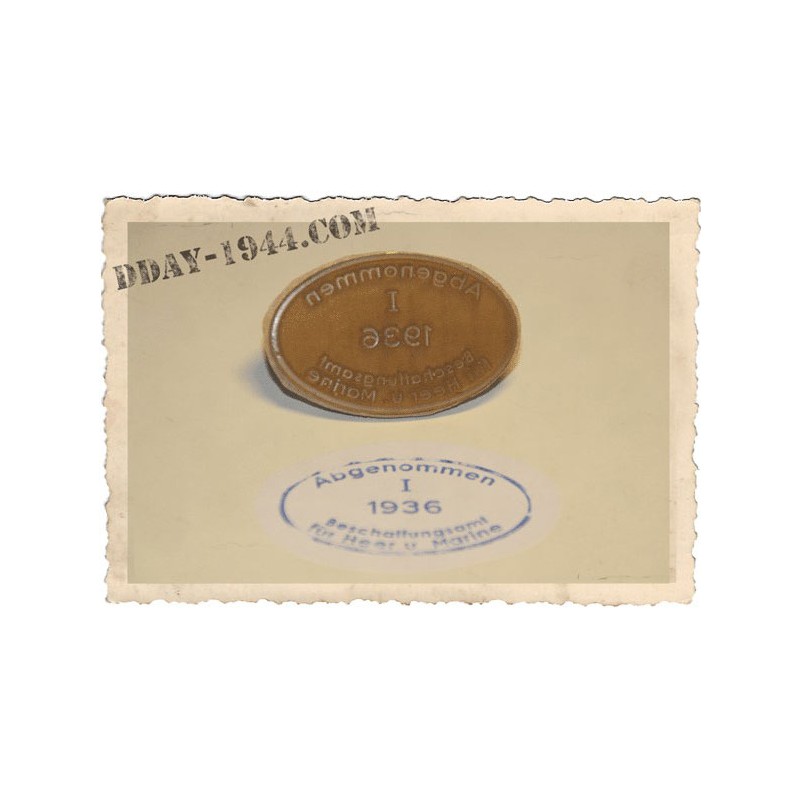 DDAY-1944.COM
Abgenommen
I
1936
Beschaffungsamt
für Heer u. Marine
Abgenommen
I
1936
Beschaffungsamt
für Heer u. Marine